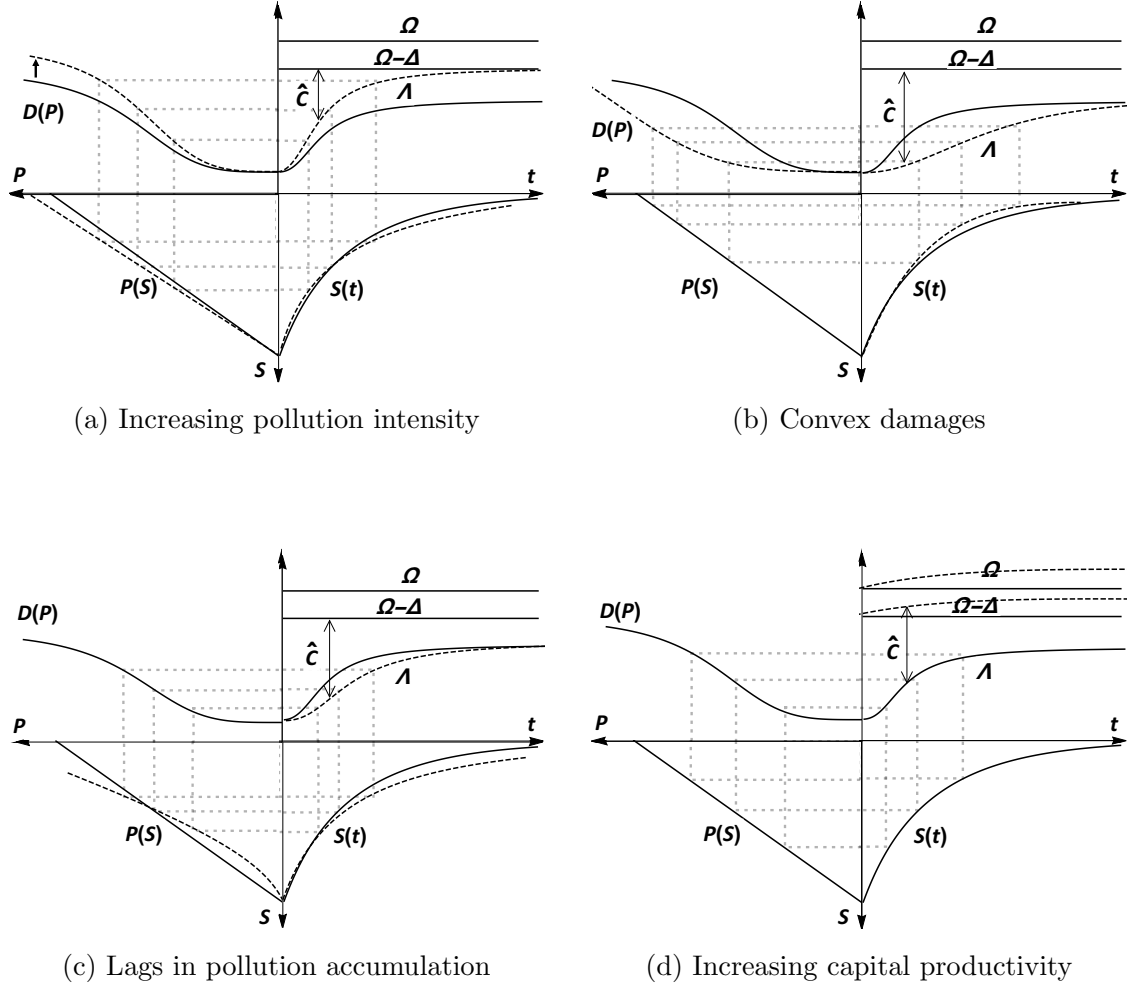 Ω
Ω–Δ
Ĉ
Λ
D(P)
P
t
P(S)
S(t)
S
(a) Increasing pollution intensity
Ω
Ω–Δ
Ĉ
D(P)
Λ
P
t
P(S)
S(t)
S
(b) Convex damages
Ω
D(P)
Ω–Δ
Ĉ
Λ
P
t
P(S)
S(t)
S
(c) Lags in pollution accumulation
Ω
D(P)
Ω–Δ
Ĉ
Λ
P
t
P(S)
S(t)
S
(d) Increasing capital productivity